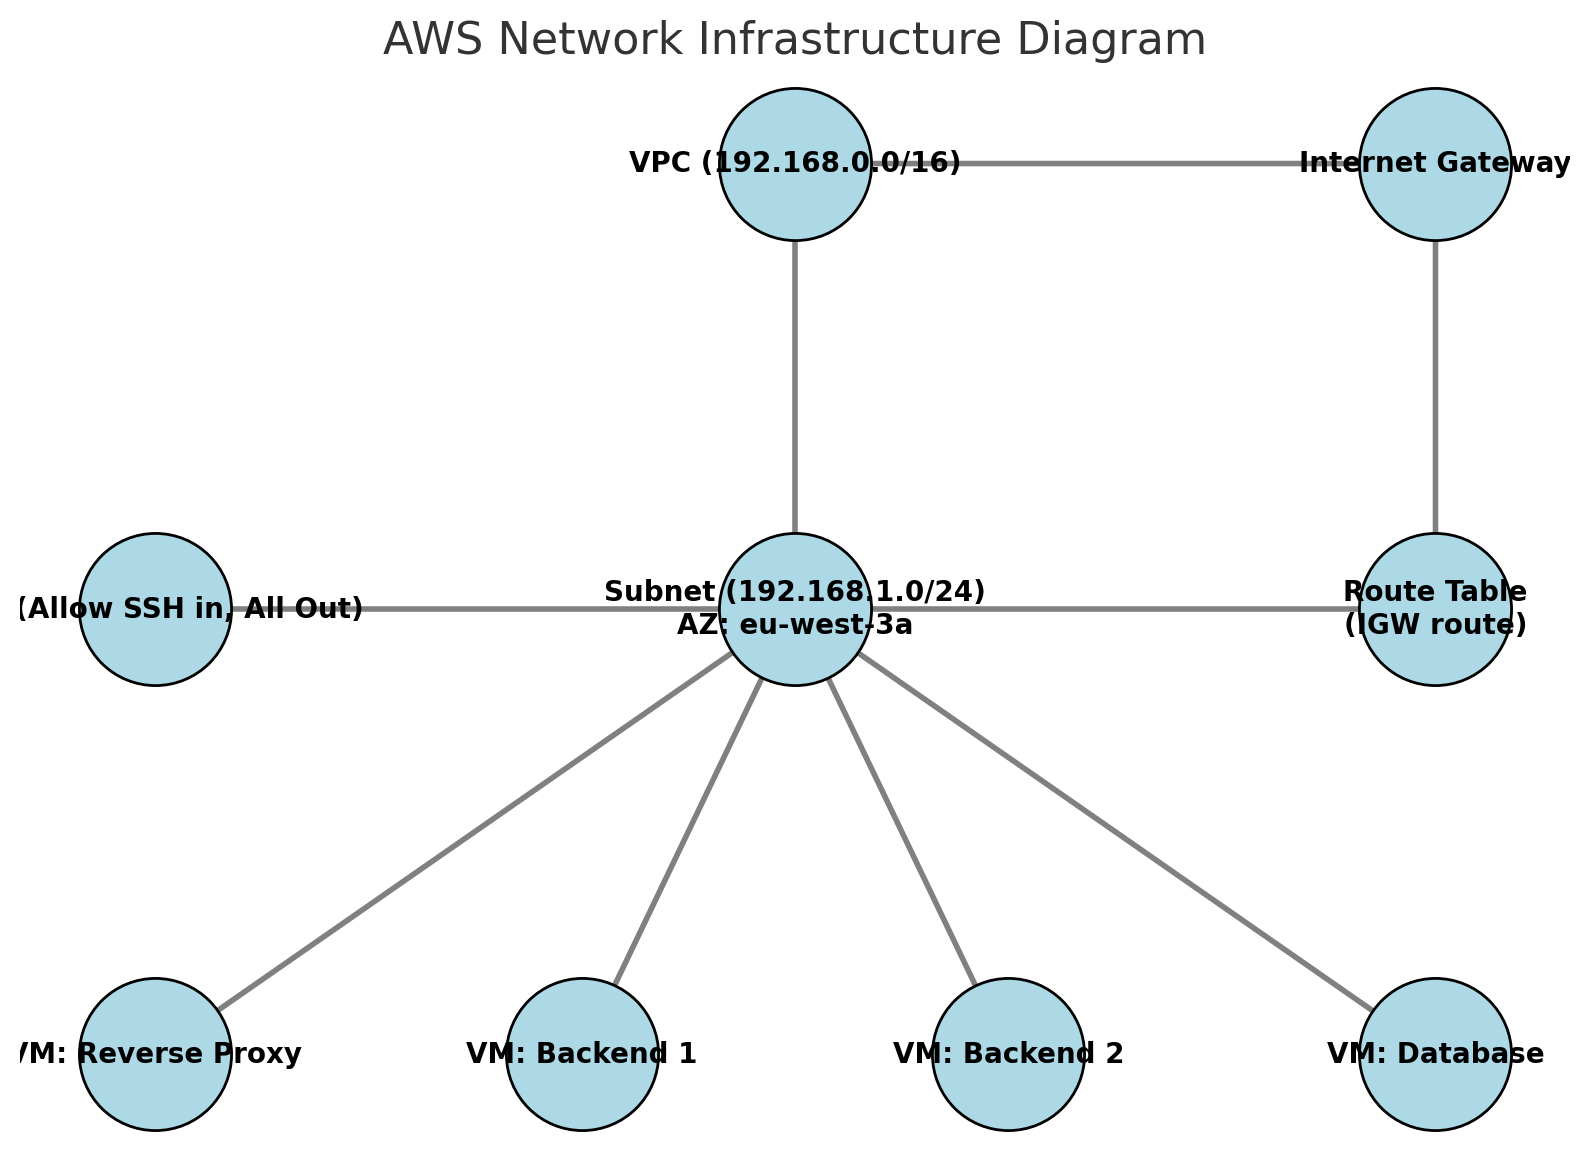 AWS Network Infrastructure Diagram
VPC (192.168.0.0/16)
Internet Gateway
(Allow SSH in, All Out)
Subnet (192.168.1.0/24)
AZ: eu-west-3a
Route Table
(IGW route)
VM: Reverse Proxy
VM: Backend 1
VM: Backend 2
VM: Database